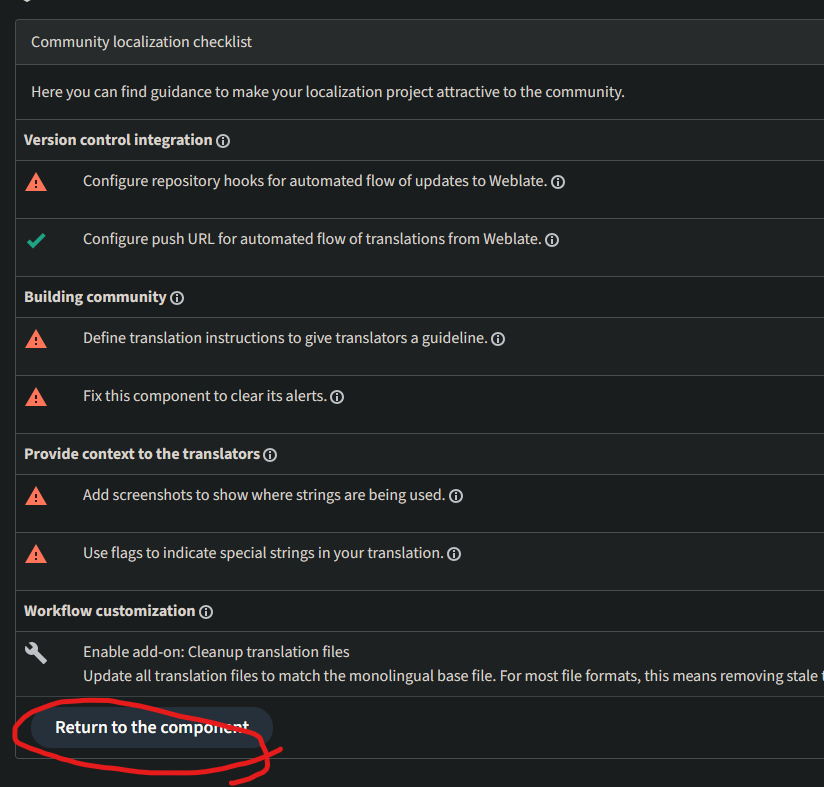 Community localization checklist
Here you can find guidance to make your localization project attractive to the community.
Version control integration
Configure repository hooks for automated flow of updates to Weblate.
Configure push URL for automated flow of translations from Weblate.
Building community
Define translation instructions to give translators a guideline.
Fix this component to clear its alerts.
Provide context to the translators
Add screenshots to show where strings are being used.
Use flags to indicate special strings in your translation.
Workflow customization
Enable add-on: Cleanup translation files
Update all translation files to match the monolingual base file. For most file formats, this means removing stale
Return to the component